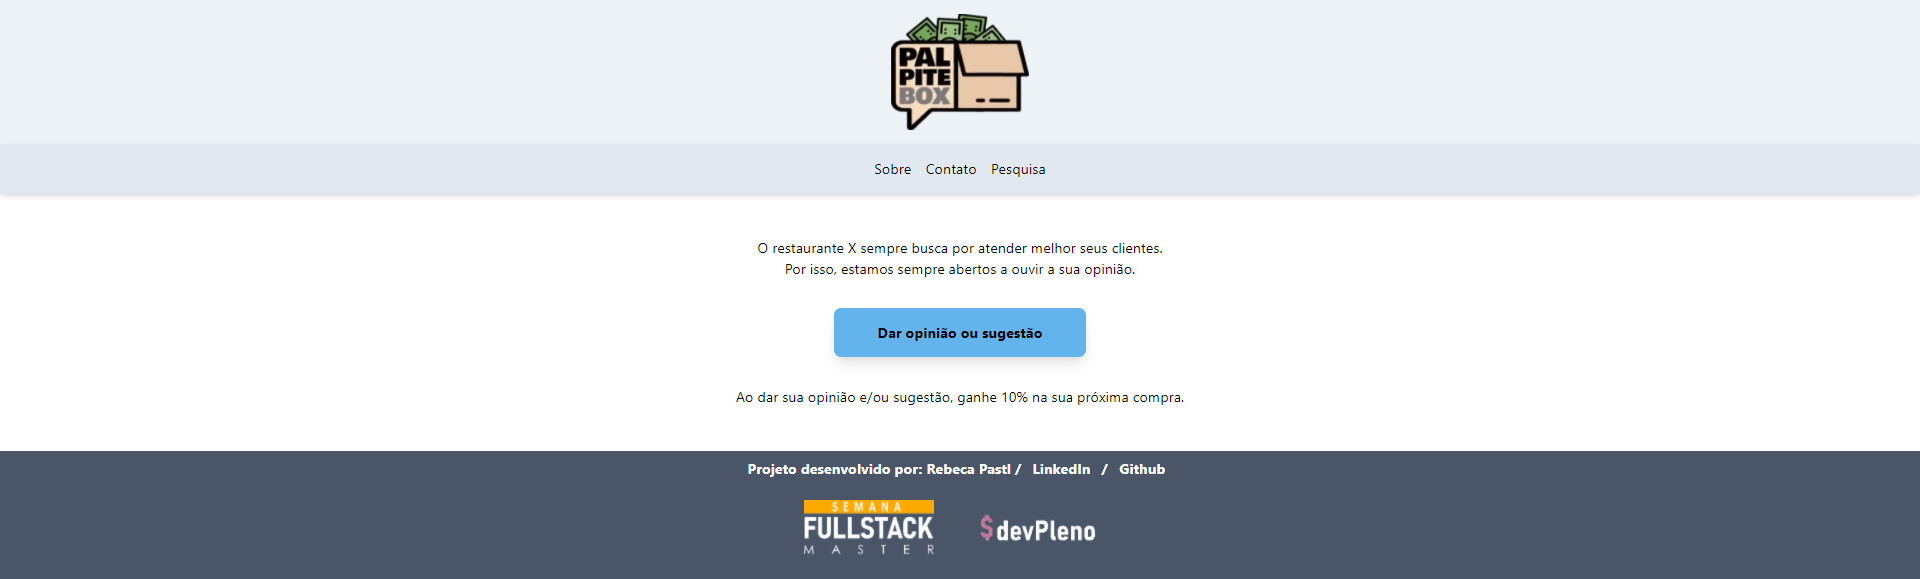 PAL
PITE
BOX
Sobre Contato Pesquisa
O restaurante X sempre busca por atender melhor seus clientes.
Por isso, estamos sempre abertos a ouvir a sua opinião.
Dar opinião ou sugestão
Ao dar sua opinião e/ou sugestão, ganhe 10% na sua próxima compra.
Projeto desenvolvido por: Rebeca Pastl / LinkedIn / Github
SEMANA
FULLSTACK
MASTER
$devPleno